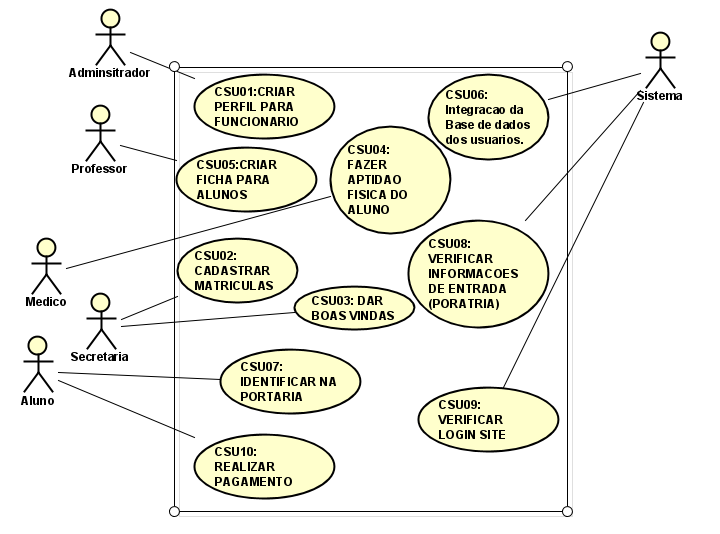 Adminsitrador
Sistema
CSU01:CRIAR
PERFIL PARA
FUNCIONARIO
CSU06:
Integracao da
Base de dados
dos usuarios.
Professor
CSU05:CRIAR
FICHA PARA
ALUNOS
CSU04:
FAZER
APTIDAO
FISICA DO
ALUNO
Medico
CSU02:
CADASTRAR
MATRICULAS
CSU08:
VERIFICAR
INFORMACOES
DE ENTRADA
(PORATRIA)
Secretaria
CSU03: DAR
BOAS VINDAS
Aluno
CSU07:
IDENTIFICAR NA
PORTARIA
CSU09:
VERIFICAR
LOGIN SITE
CSU10:
REALIZAR
PAGAMENTO